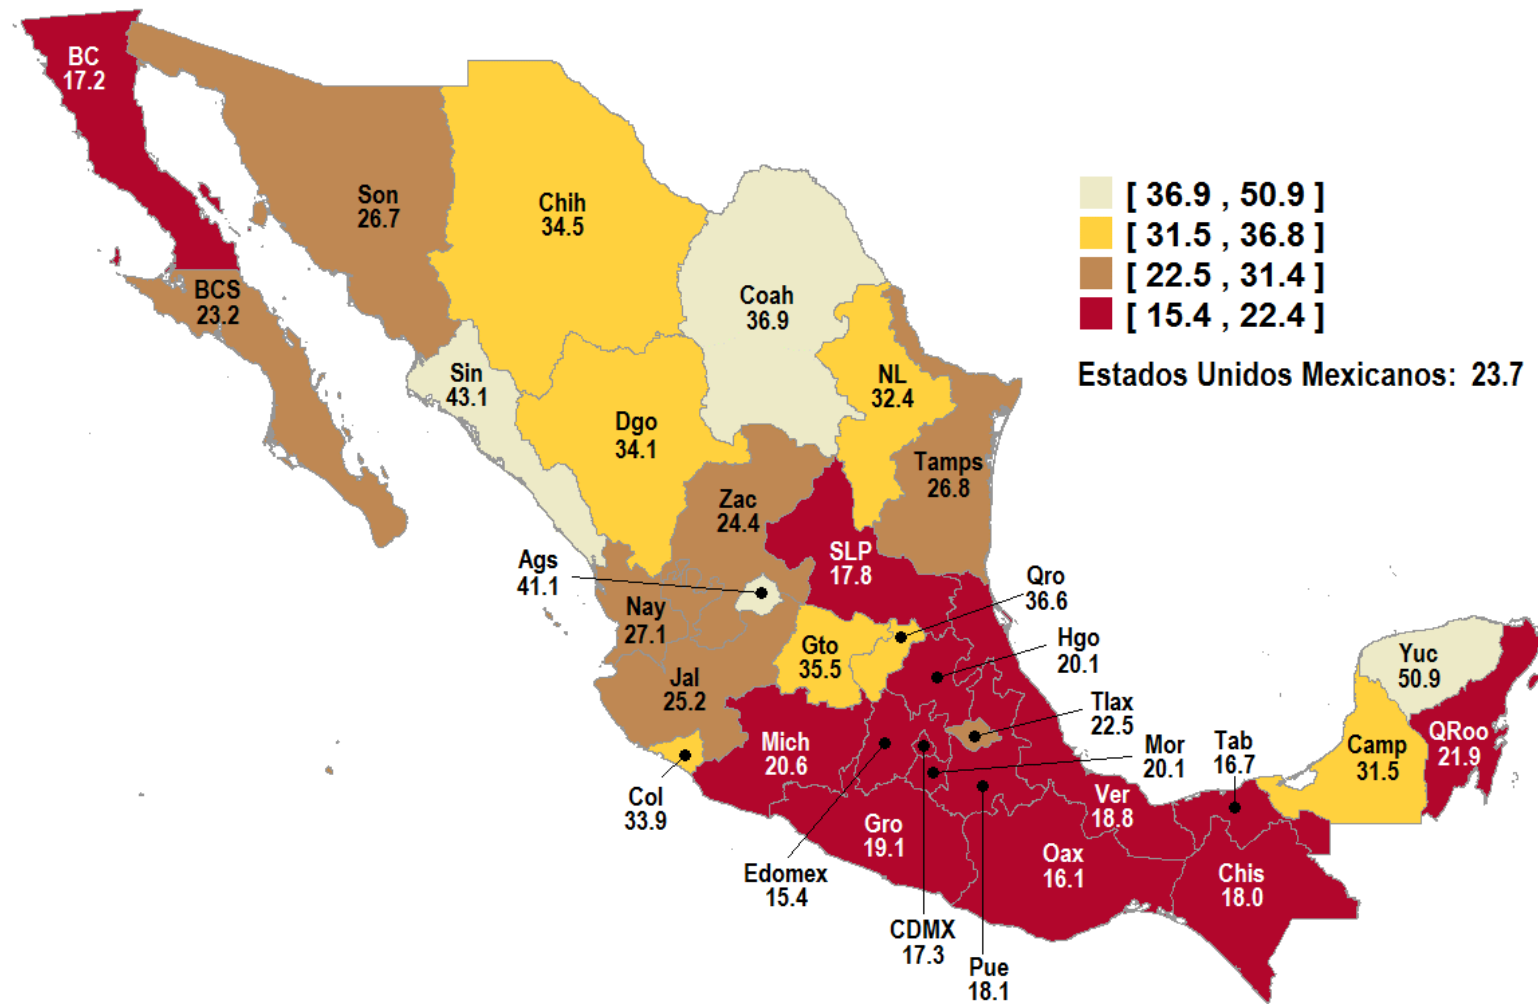 BC
17.2
Son
26.7
Chih
34.5
[ 36.9 , 50.9 ]
[ 31.5 , 36.8 ]
[ 22.5 , 31.4 ]
[ 15.4 , 22.4 ]
Estados Unidos Mexicanos: 23.7
BCS
23.2
Coah
36.9
Sin
43.1
NL
32.4
Dgo
34.1
Tamps
26.8
Zac
24.4
SLP
17.8
Ags
41.1
Qro
36.6
Nay
27.1
Hgo
20.1
Gto
35.5
Yuc
50.9
Jal
25.2
Tlax
22.5
Mich
20.6
Mor
20.1
Tab
16.7
Camp
31.5
QRoo
21.9
Col
33.9
Ver
18.8
Gro
19.1
Oax
16.1
Chis
18.0
Edomex
15.4
CDMX
17.3
Pue
18.1